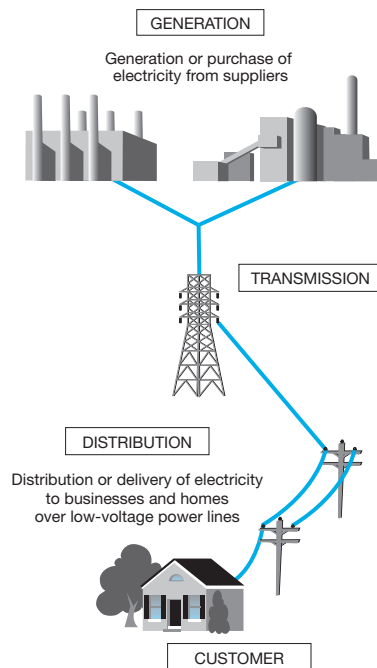 GENERATION
Generation or purchase of
electricity from suppliers
TRANSMISSION
DISTRIBUTION
Distribution or delivery of electricity
to businesses and homes
over low-voltage power lines
CUSTOMER